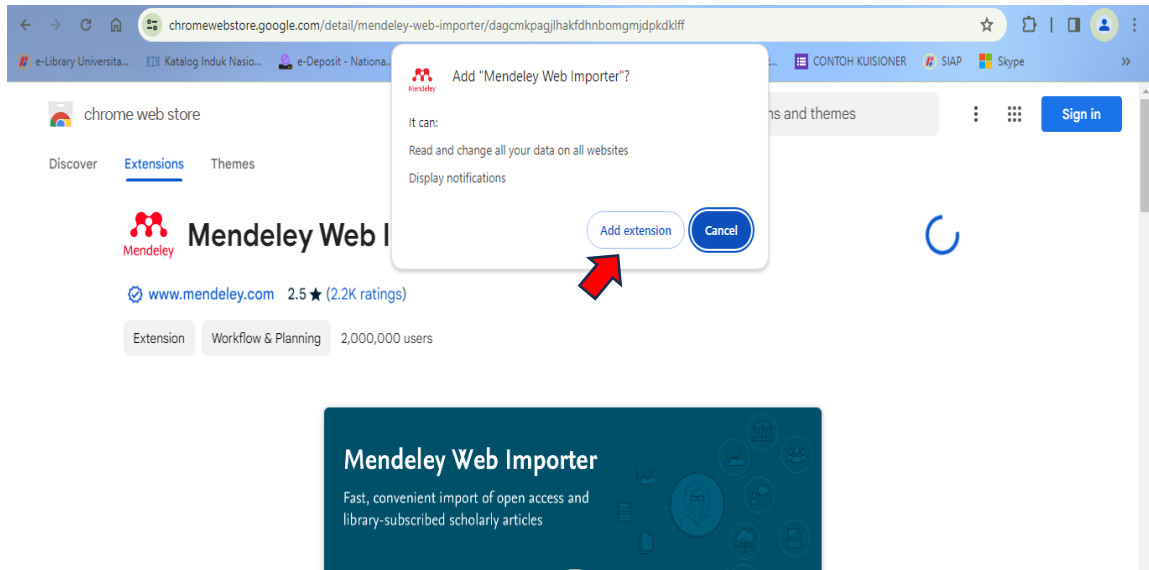 chromewebstore.google.com/detail/mendeley-web-importer/dagcmkpagjlhakfdhnbomgmjdpkdklff
e-Library Universita... KIN Katalog Induk Nasio... e-Deposit - Nationa... CONTOH KUISIONER SIAP Skype »
Add "Mendeley Web Importer"?
Mendeley
It can:
Read and change all your data on all websites
Display notifications
Add extension Cancel
chrome web store ns and themes Sign in
Discover Extensions Themes
Mendeley Mendeley Web I
www.mendeley.com 2.5 ★ (2.2K ratings)
Extension Workflow & Planning 2,000,000 users
Mendeley Web Importer
Fast, convenient import of open access and
library-subscribed scholarly articles